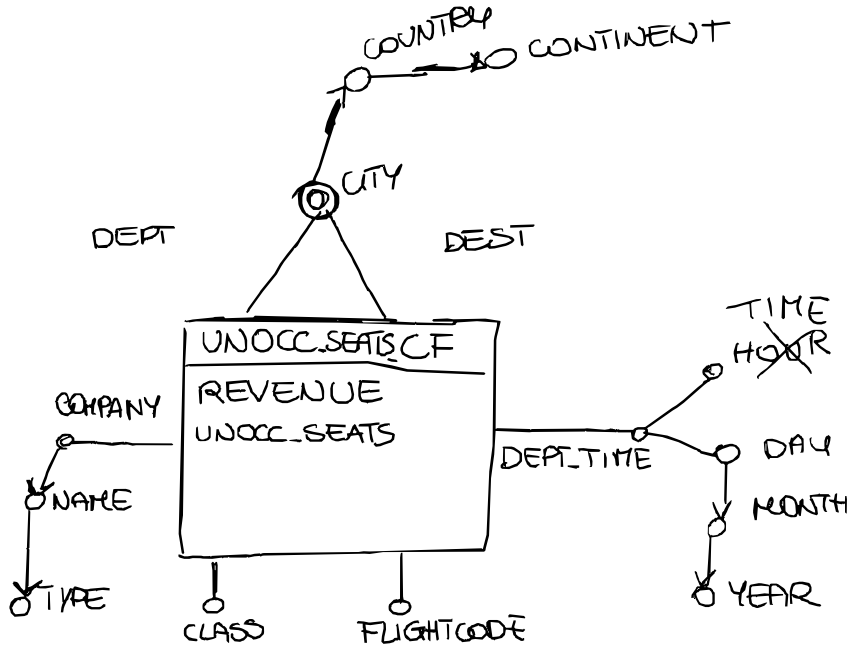 COUNTRY
CONTINENT
CITY
DEPT
DEST
UNOCC_SEATS_CF
REVENUE
UNOCC_SEATS
COMPANY
NAME
TYPE
CLASS
FLIGHTCODE
DEPT_TIME
TIME
HOUR
DAY
MONTH
YEAR